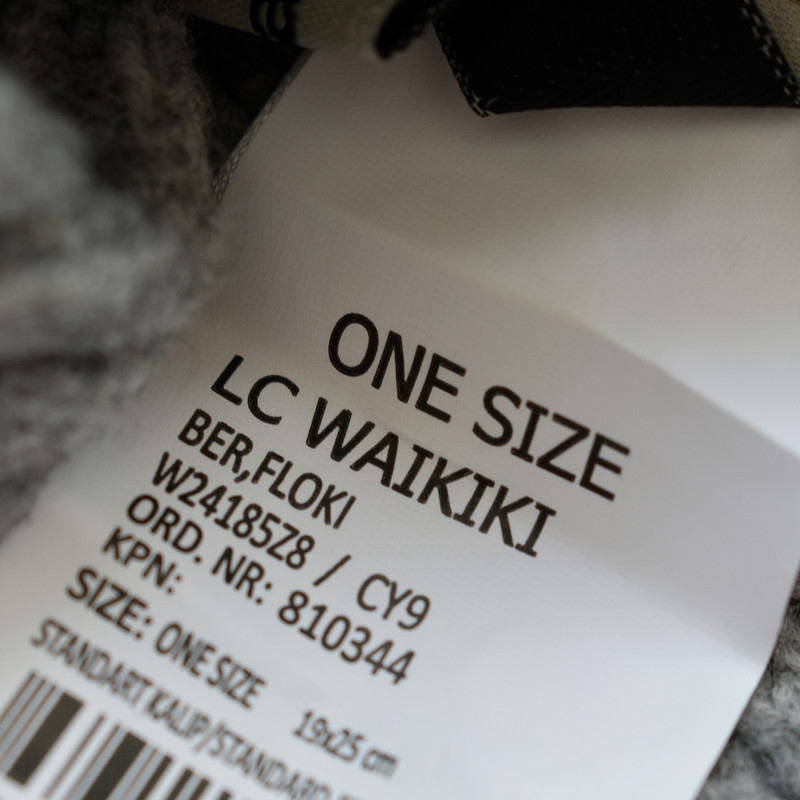 ONE SIZE
LC WAIKIKI
BER,FLOKI
W24185Z8 / CY9
ORD. NR: 810344
KPN:
SIZE: ONE SIZE 19x25 cm
STANDART KALIP/STANDARD